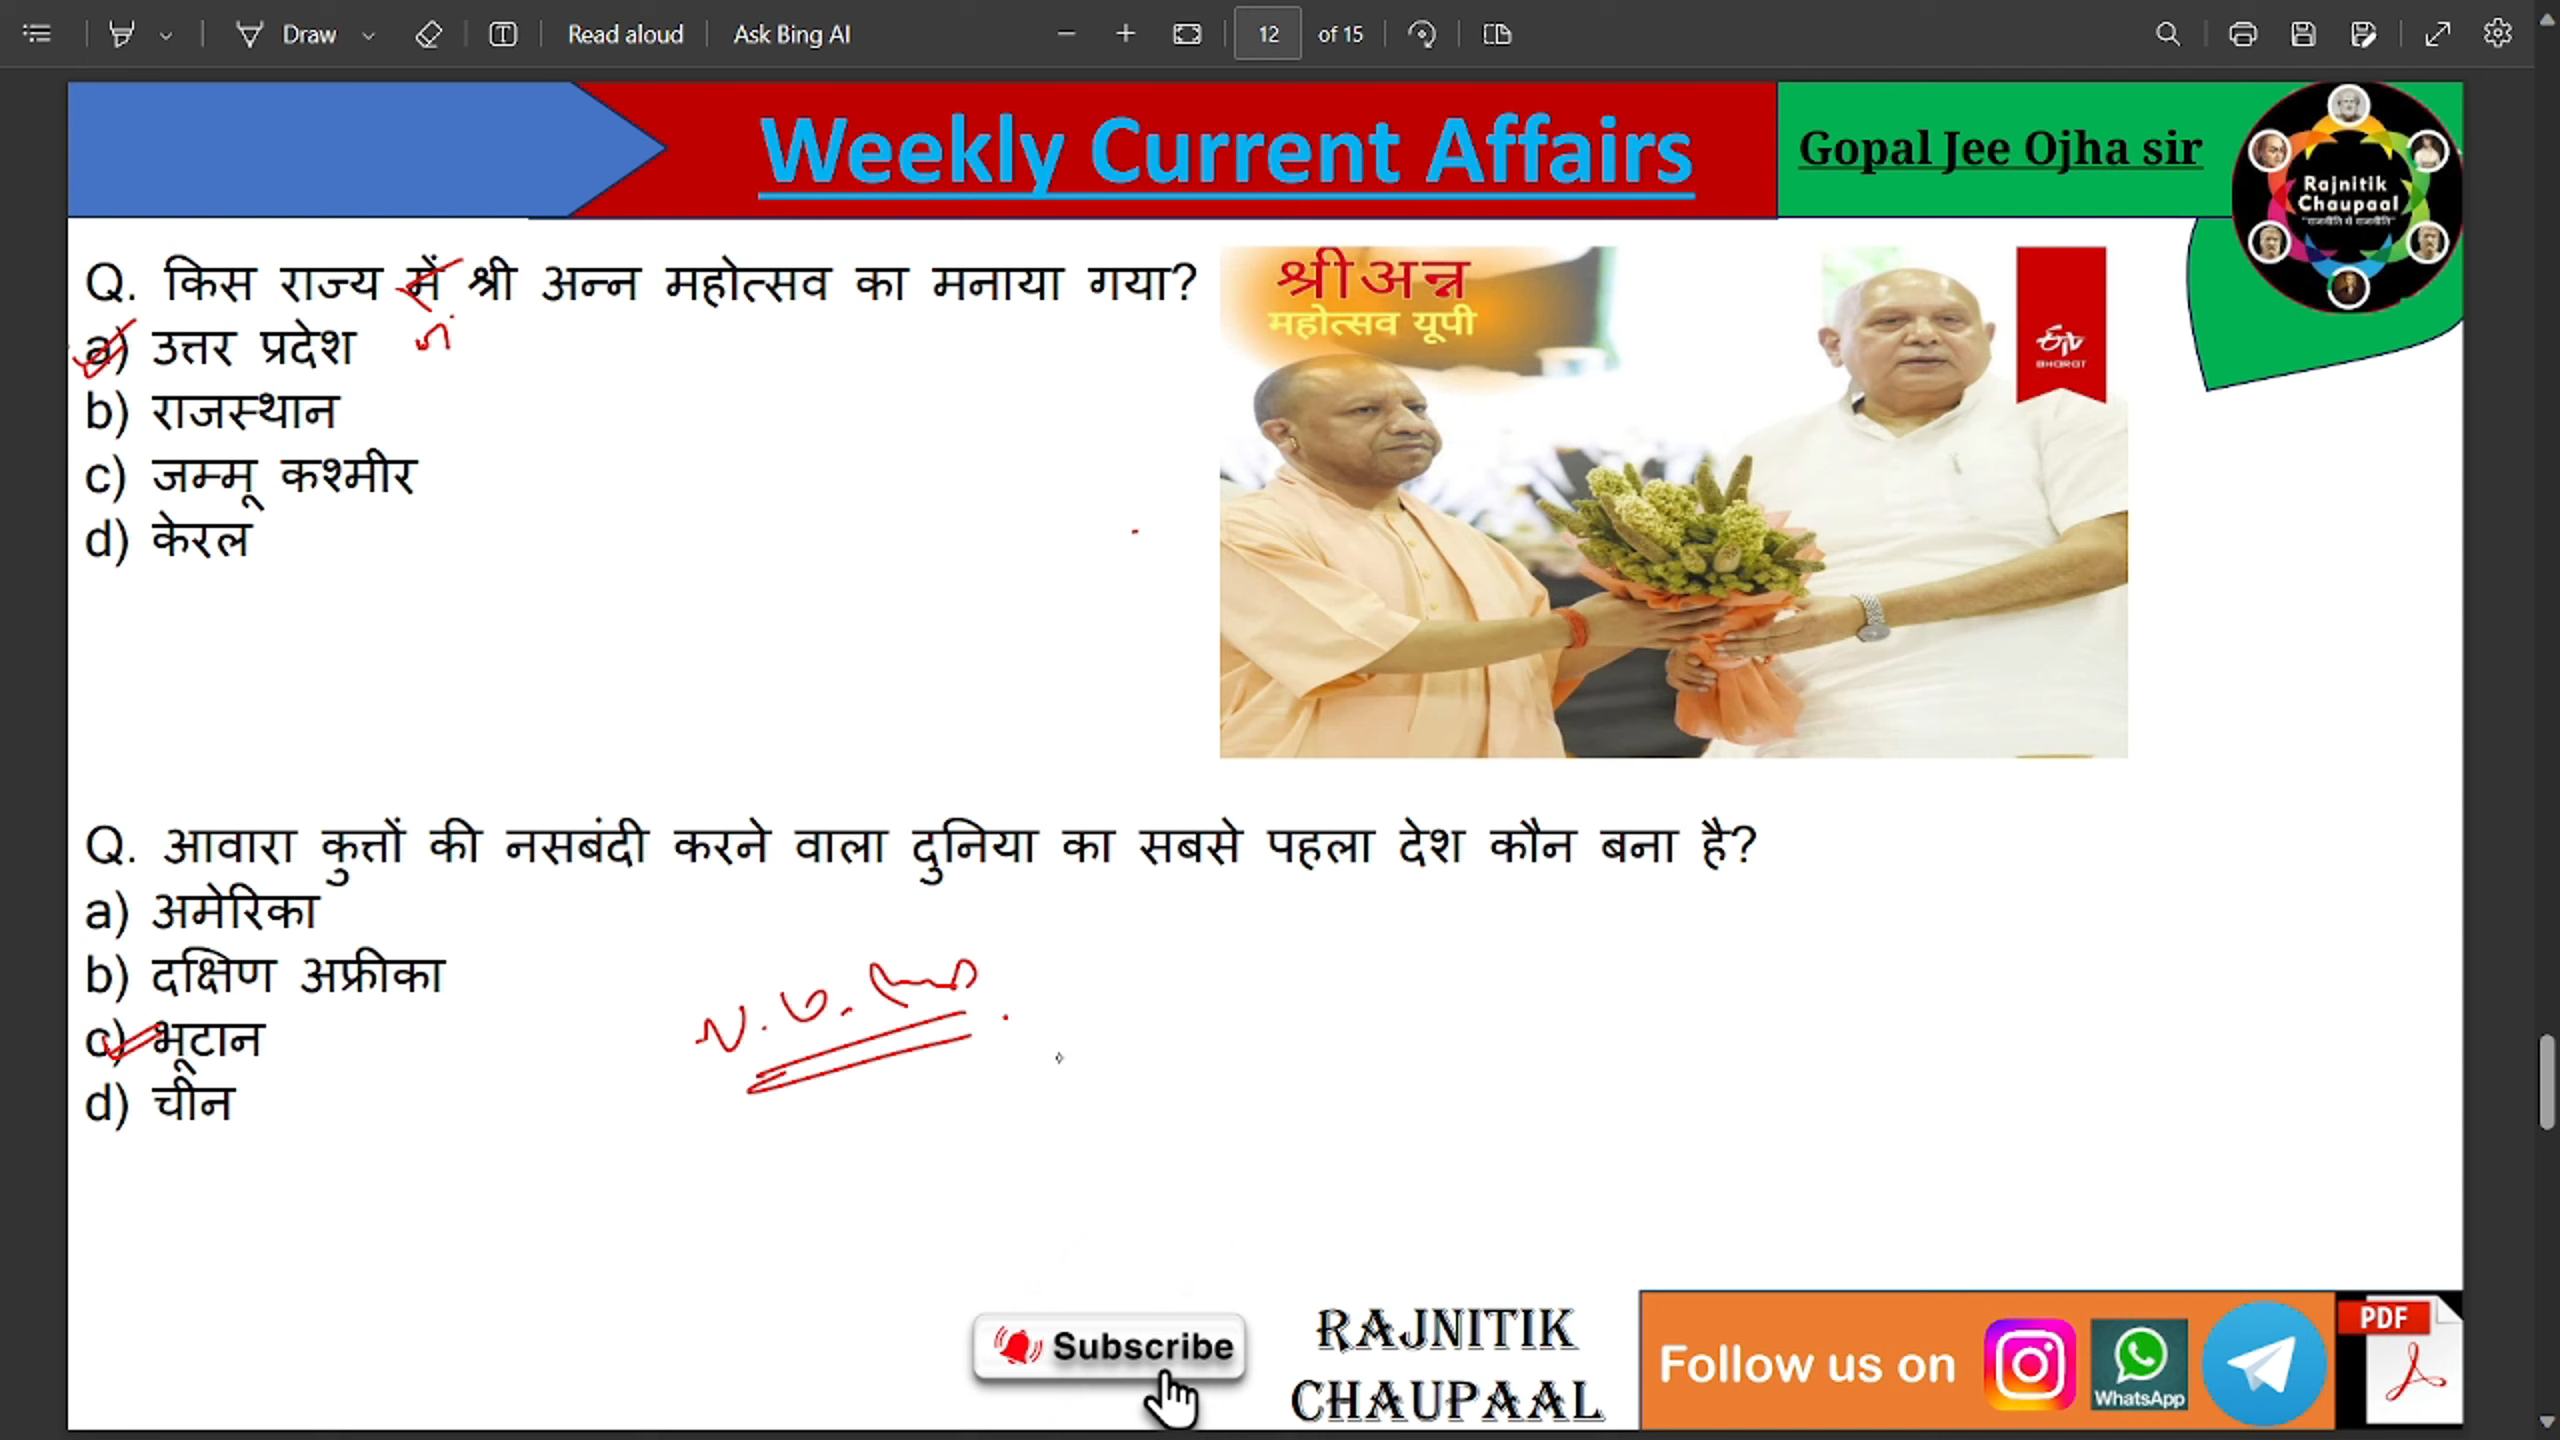 Draw
Read aloud
Ask Bing AI
12 of 15
Weekly Current Affairs
Gopal Jee Ojha sir
Rajnitik
Chaupaal
Q. किस राज्य में श्री अन्न महोत्सव का मनाया गया?
a) उत्तर प्रदेश
b) राजस्थान
c) जम्मू कश्मीर
d) केरल
श्री अन्न
महोत्सव यूपी
ETV
BHARAT
Q. आवारा कुत्तों की नसबंदी करने वाला दुनिया का सबसे पहला देश कौन बना है?
a) अमेरिका
b) दक्षिण अफ्रीका
c) भूटान
d) चीन
Subscribe
RAJNITIK
CHAUPAAL
Follow us on
WhatsApp
PDF